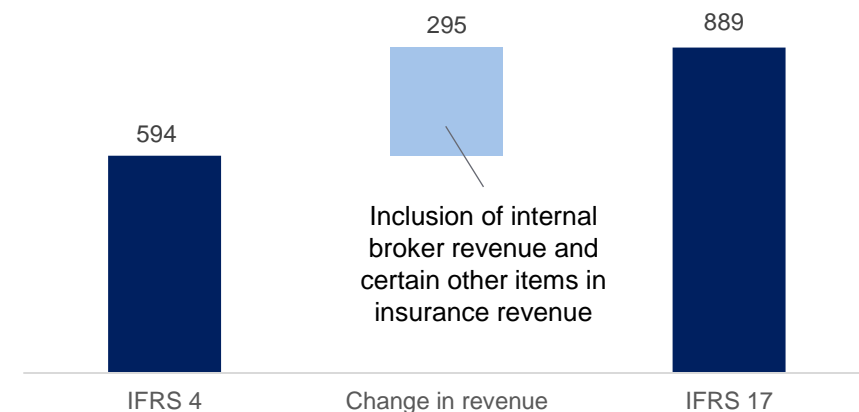 295
889
594
Inclusion of internal
broker revenue and
certain other items in
insurance revenue
IFRS 4
Change in revenue
IFRS 17